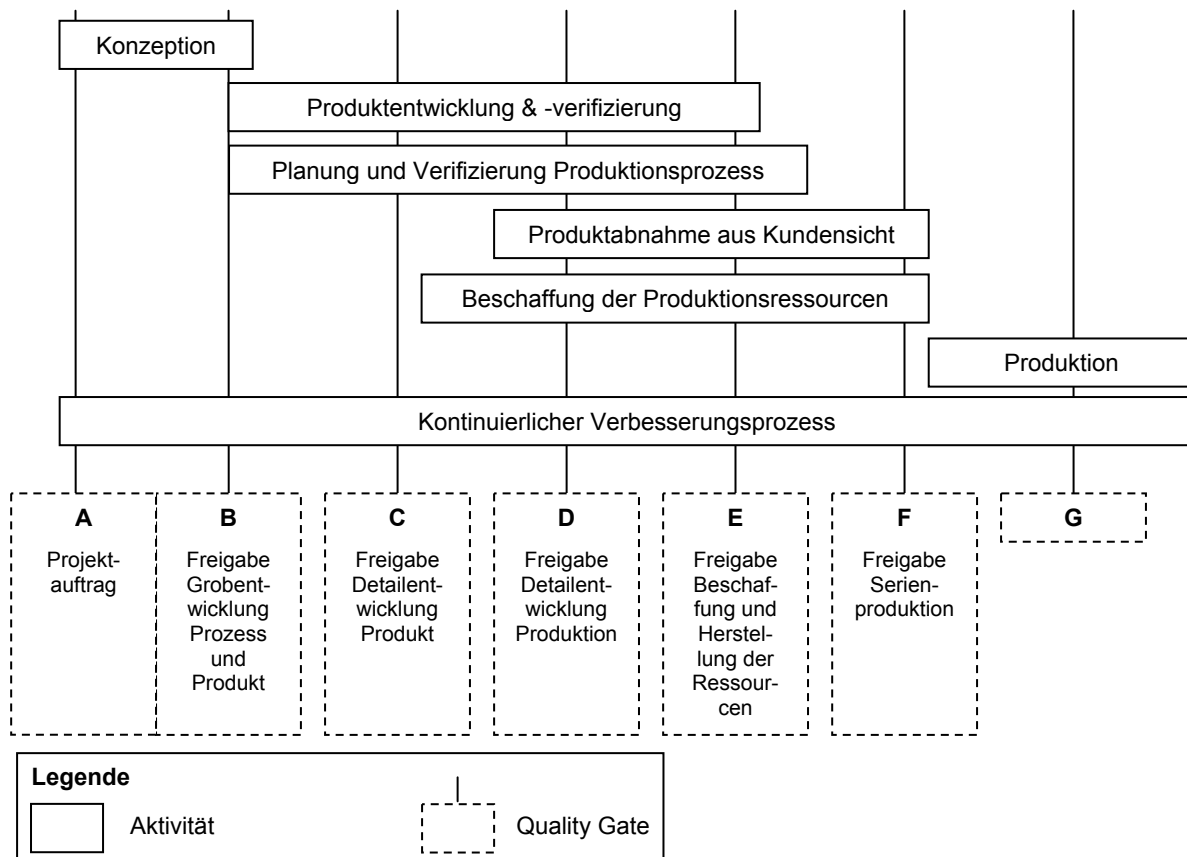 Konzeption
Produktentwicklung & -verifizierung
Planung und Verifizierung Produktionsprozess
Produktabnahme aus Kundensicht
Beschaffung der Produktionsressourcen
Produktion
Kontinuierlicher Verbesserungsprozess
A
Projekt-
auftrag
B
Freigabe
Grobent-
wicklung
Prozess
und
Produkt
C
Freigabe
Detailent-
wicklung
Produkt
D
Freigabe
Detailent-
wicklung
Produktion
E
Freigabe
Beschaf-
fung und
Herstel-
lung der
Ressour-
cen
F
Freigabe
Serien-
produktion
G
Legende
Aktivität
Quality Gate